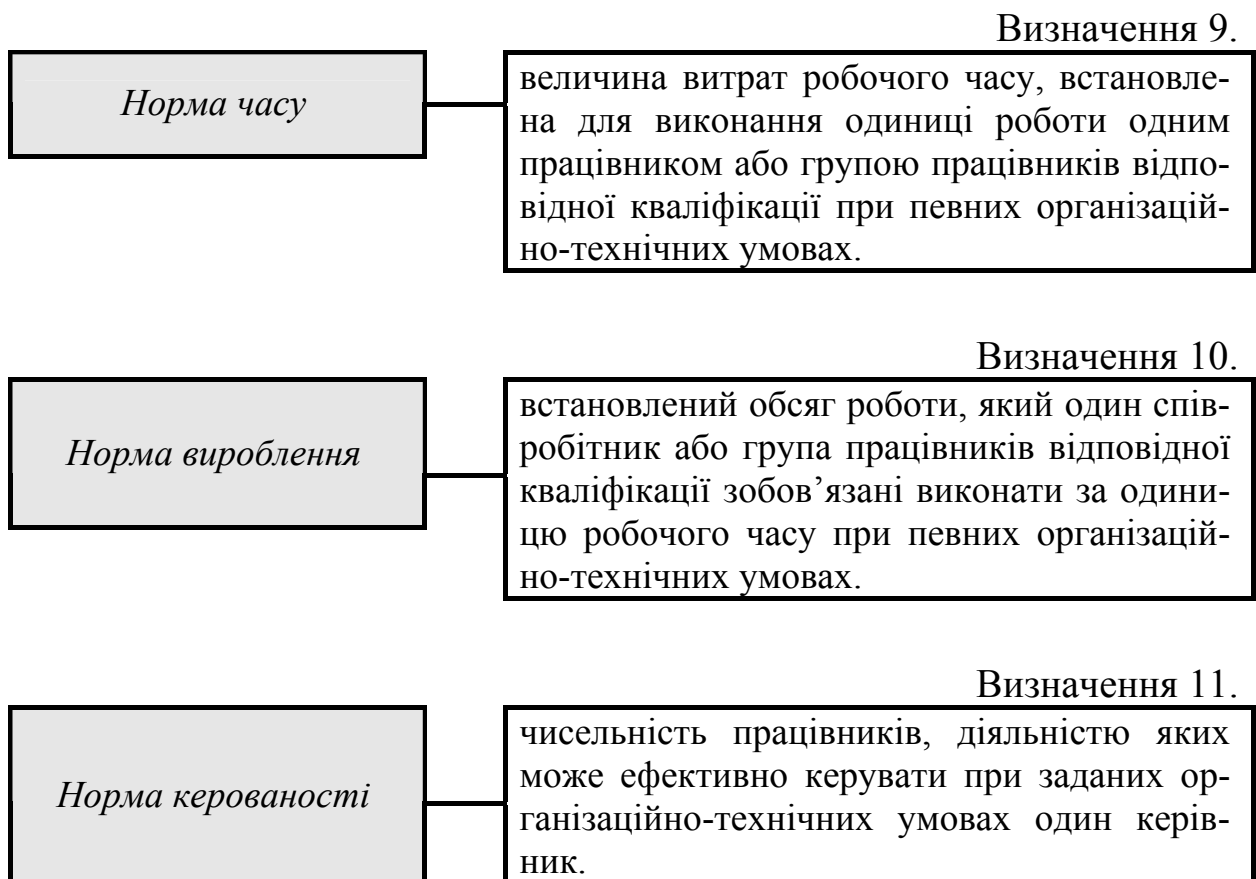 Визначення 9.
Норма часу
величина витрат робочого часу, встановле-
на для виконання одиниці роботи одним
працівником або групою працівників відпо-
відної кваліфікації при певних організацій-
но-технічних умовах.
Визначення 10.
Норма вироблення
встановлений обсяг роботи, який один спів-
робітник або група працівників відповідної
кваліфікації зобов’язані виконати за одини-
цю робочого часу при певних організацій-
но-технічних умовах.
Визначення 11.
Норма керованості
чисельність працівників, діяльністю яких
може ефективно керувати при заданих ор-
ганізаційно-технічних умовах один керів-
ник.